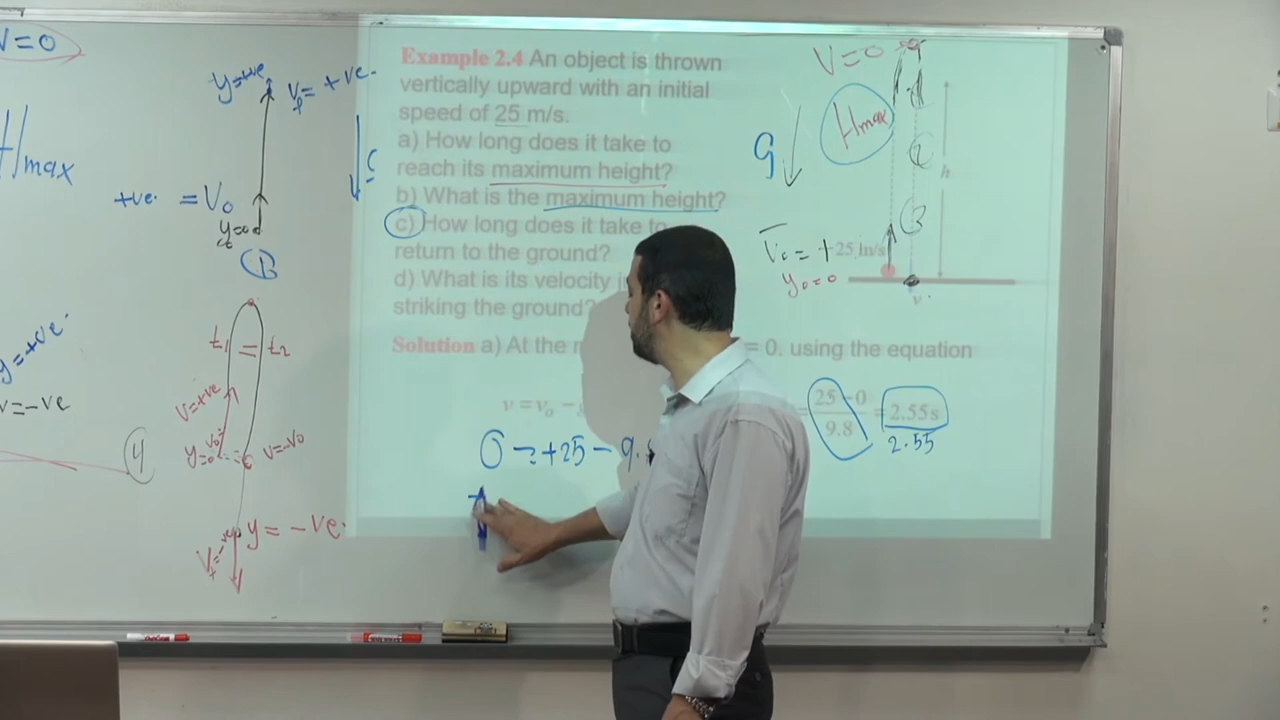 V=0
Hmax
y=+ve
V = +ve.
+ve. = V₀
y=0
g
B
t₁ = t₂
y=+ve.
V=-ve
V=+ve
y=0
V=-V₀
4
y = -ve.
Example 2.4 An object is thrown
vertically upward with an initial
speed of 25 m/s.
a) How long does it take to
reach its maximum height?
b) What is the maximum height?
c) How long does it take to
return to the ground?
d) What is its velocity
striking the ground?
Solution a) At the = 0. using the equation
v = v₀ -
= 25-0 / 9.8 = 2.55 s
2.55
0 = +25 - 9.
V=0
Hmax
g
h
V₀ = +25 m/s
y₀=0
v